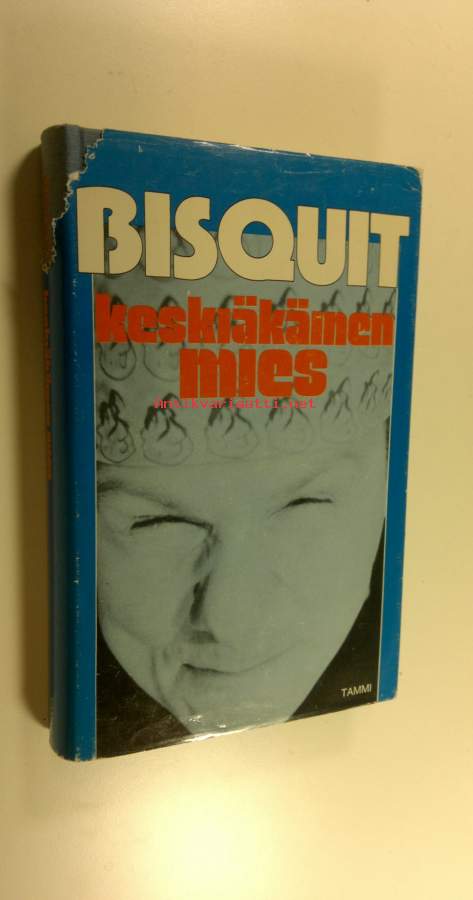 BISQUIT
keskiäkäinen
mies
Antikvariaatti.net
TAMMI